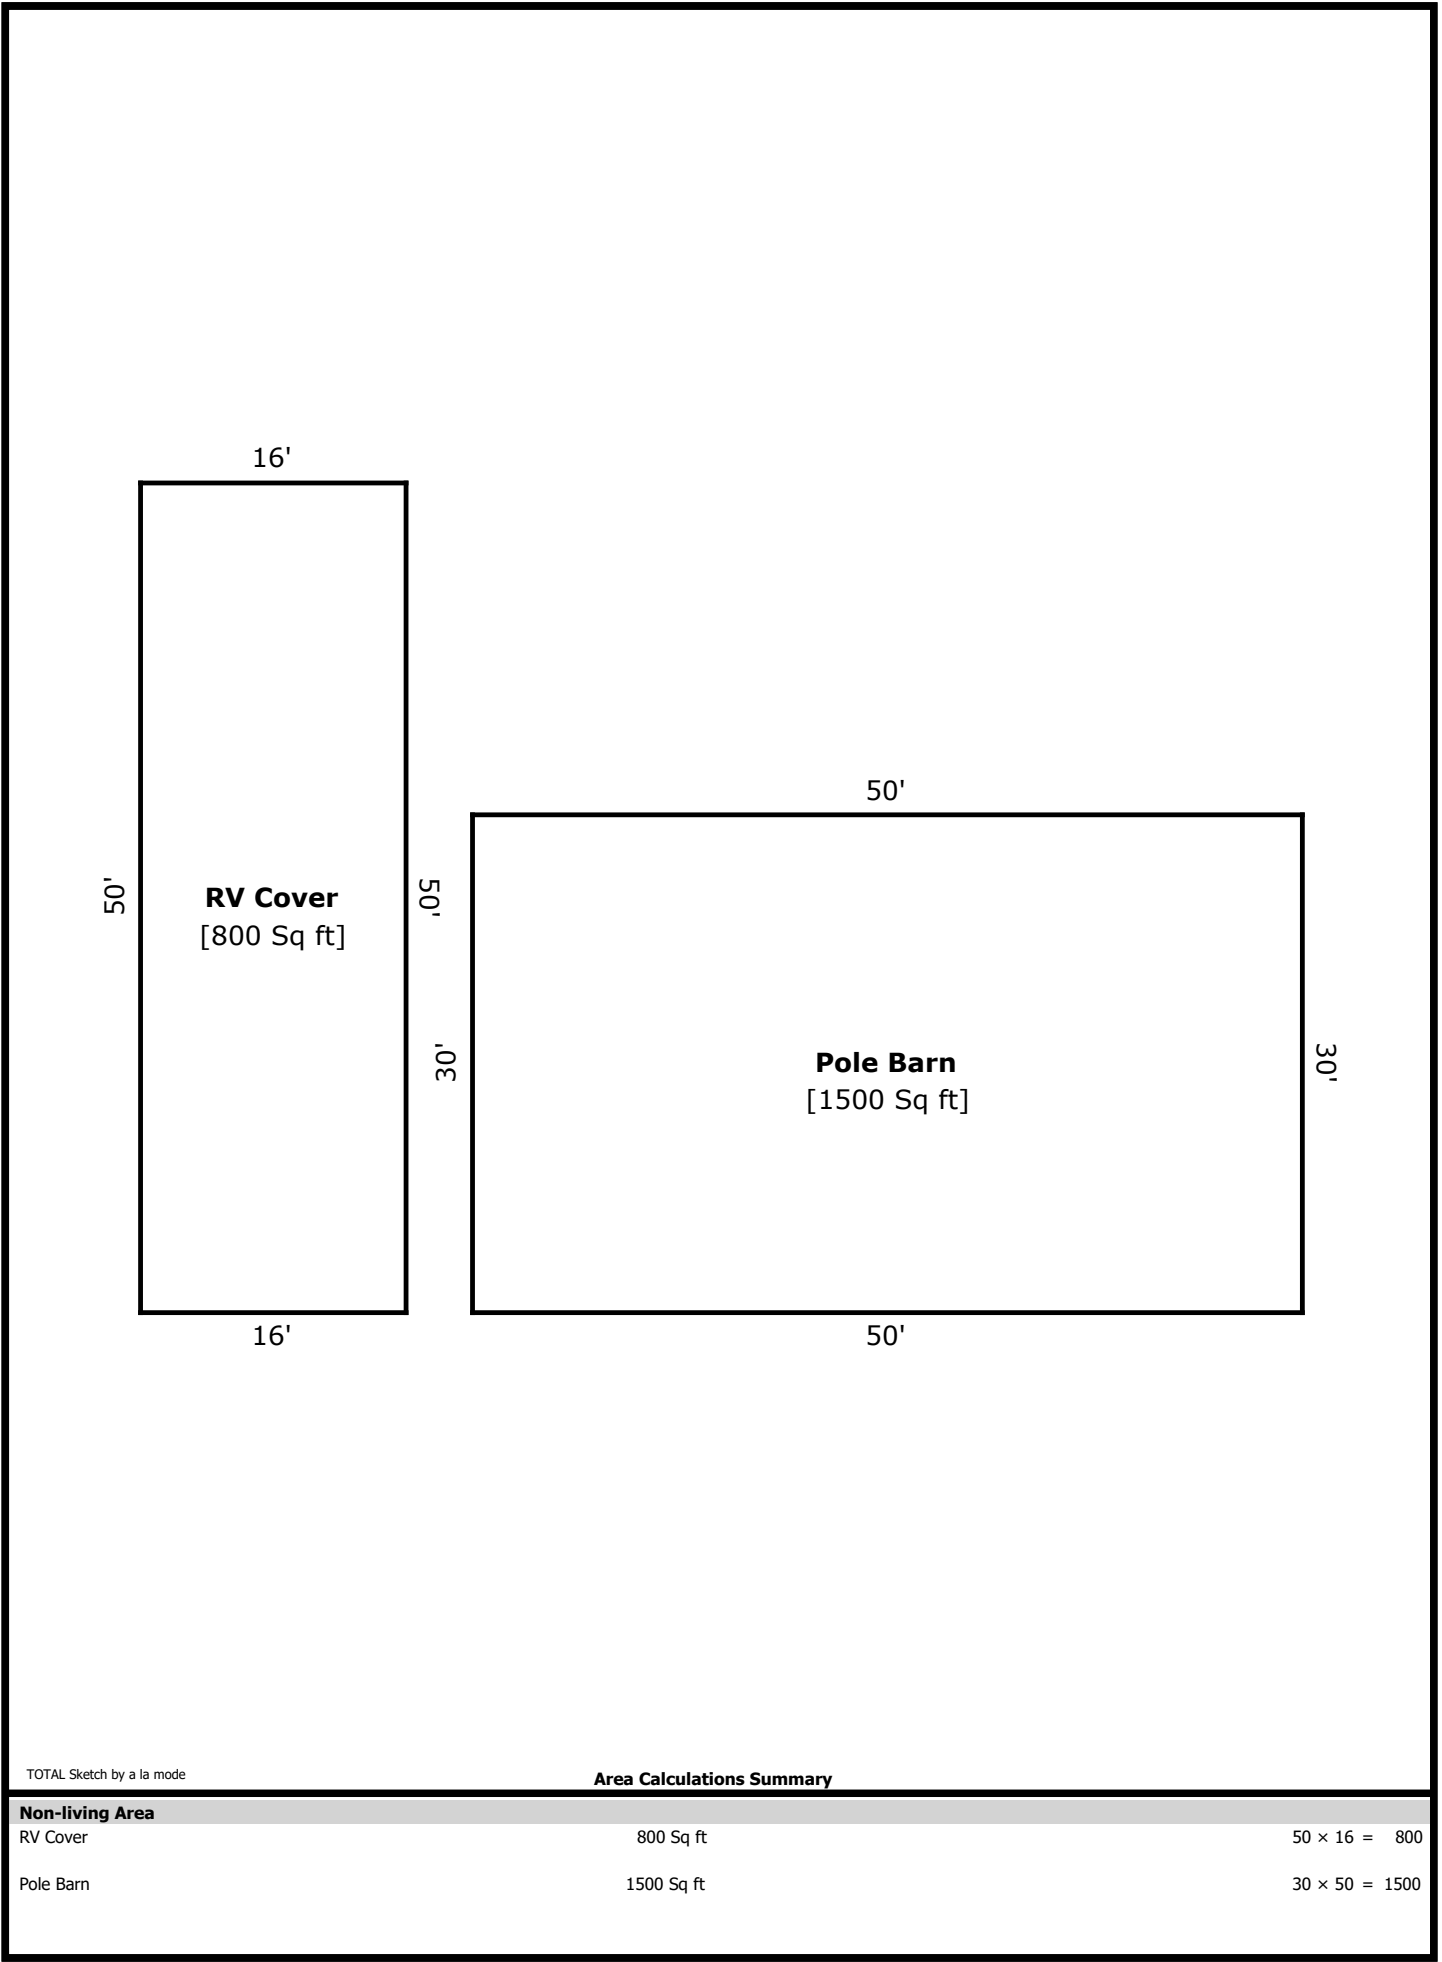 16'
50'
RV Cover
[800 Sq ft]
50'
16'
50'
30'
Pole Barn
[1500 Sq ft]
30'
50'
TOTAL Sketch by a la mode
Area Calculations Summary
Non-living Area
RV Cover 800 Sq ft 50 × 16 = 800
Pole Barn 1500 Sq ft 30 × 50 = 1500